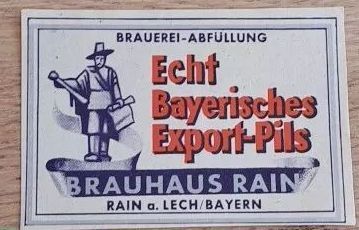 BRAUEREI-ABFÜLLUNG
Echt
Bayerisches
Export-Pils
BRAUHAUS RAIN
RAIN a. LECH/BAYERN